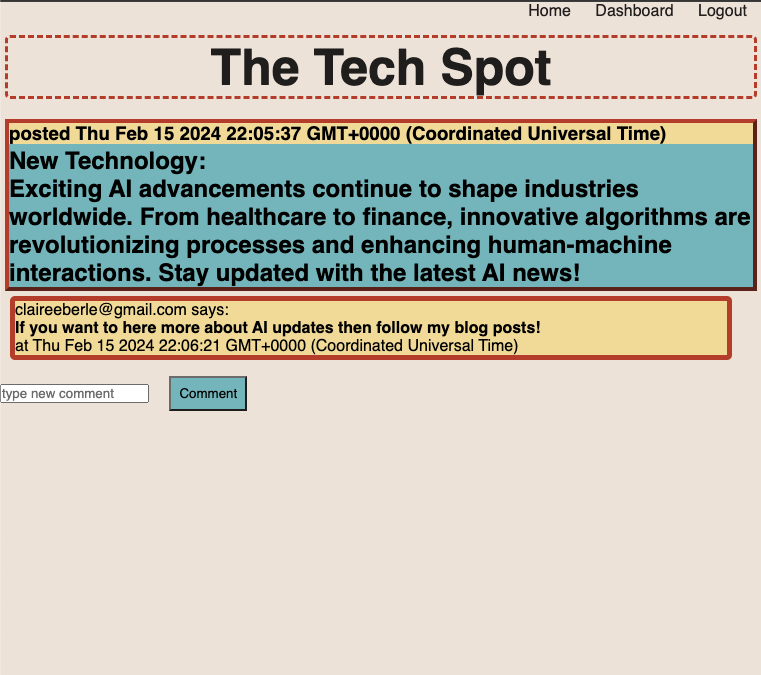 Home Dashboard Logout
The Tech Spot
posted Thu Feb 15 2024 22:05:37 GMT+0000 (Coordinated Universal Time)
New Technology:
Exciting AI advancements continue to shape industries
worldwide. From healthcare to finance, innovative algorithms are
revolutionizing processes and enhancing human-machine
interactions. Stay updated with the latest AI news!
claireeberle@gmail.com says:
If you want to here more about AI updates then follow my blog posts!
at Thu Feb 15 2024 22:06:21 GMT+0000 (Coordinated Universal Time)
type new comment Comment